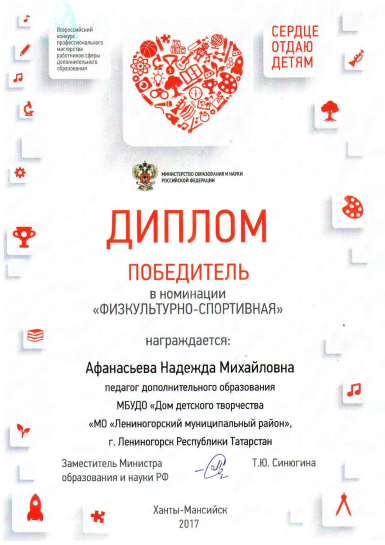 Всероссийский
конкурс
профессионального
мастерства
работников сферы
дополнительного
образования
СЕРДЦЕ
ОТДАЮ
ДЕТЯМ
МИНИСТЕРСТВО ОБРАЗОВАНИЯ И НАУКИ
РОССИЙСКОЙ ФЕДЕРАЦИИ
ДИПЛОМ
ПОБЕДИТЕЛЬ
в номинации
«ФИЗКУЛЬТУРНО-СПОРТИВНАЯ»
награждается:
Афанасьева Надежда Михайловна
педагог дополнительного образования
МБУДО «Дом детского творчества
«МО «Лениногорский муниципальный район»,
г. Лениногорск Республики Татарстан
Заместитель Министра
образования и науки РФ
Т.Ю. Синюгина
Ханты-Мансийск
2017